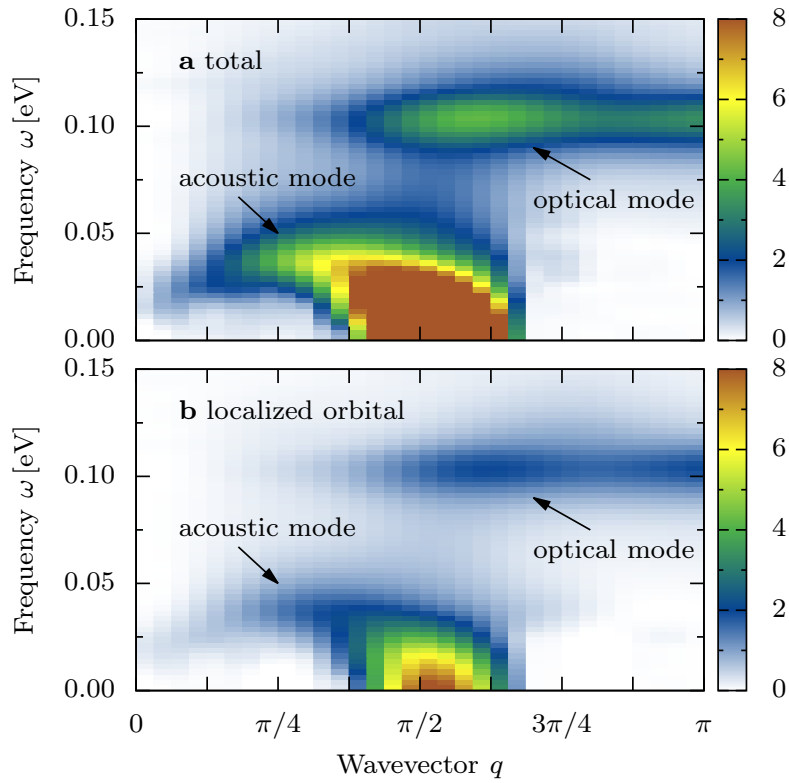 0.15
0.10
0.05
0.00
Frequency ω [eV]
a total
acoustic mode
optical mode
8
6
4
2
0
0.15
0.10
0.05
0.00
Frequency ω [eV]
b localized orbital
acoustic mode
optical mode
8
6
4
2
0
0 π/4 π/2 3π/4 π
Wavevector q